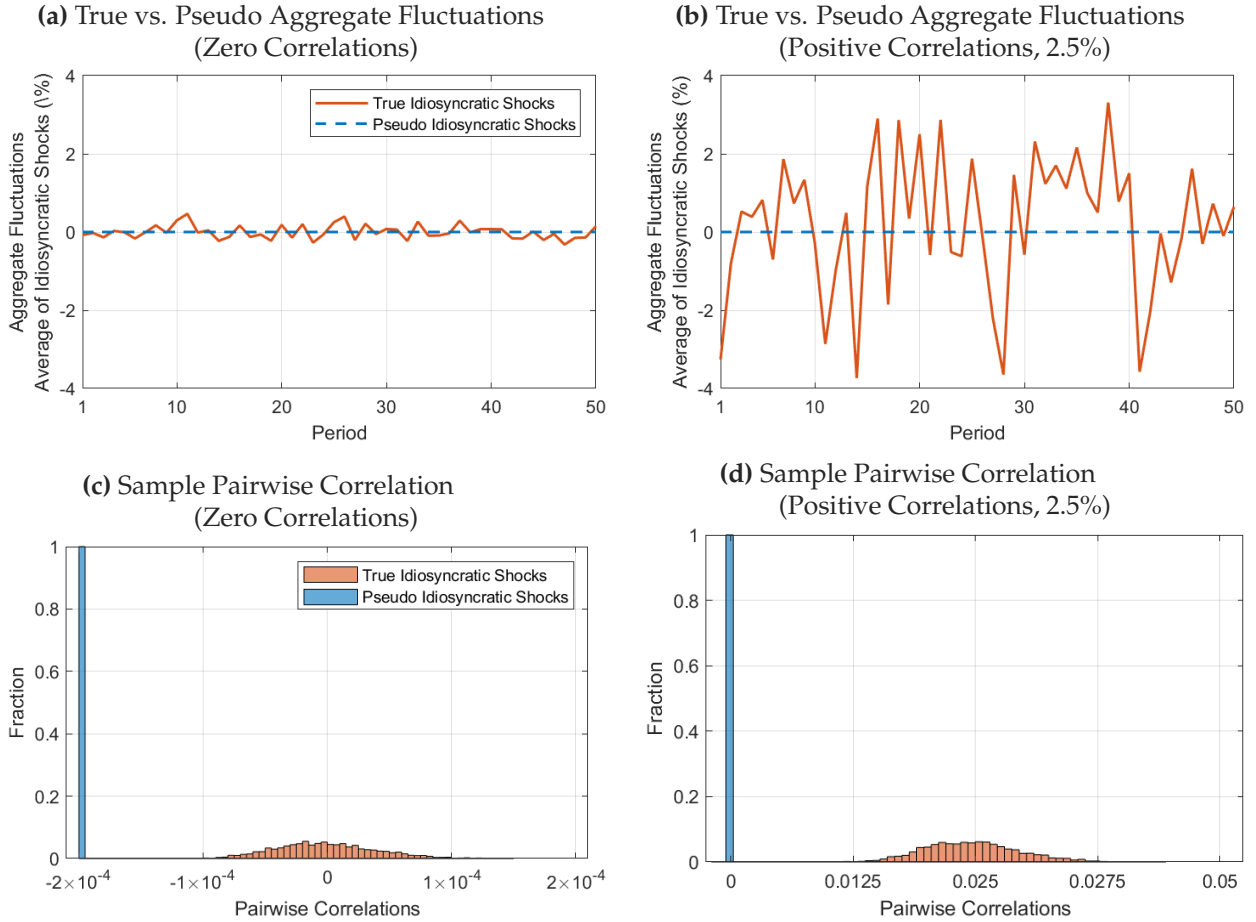 (a) True vs. Pseudo Aggregate Fluctuations
(Zero Correlations)
Aggregate Fluctuations
Average of Idiosyncratic Shocks (\%)
4
2
0
-2
-4
True Idiosyncratic Shocks
Pseudo Idiosyncratic Shocks
1
10
20
30
40
50
Period
(b) True vs. Pseudo Aggregate Fluctuations
(Positive Correlations, 2.5%)
Aggregate Fluctuations
Average of Idiosyncratic Shocks (%)
4
2
0
-2
-4
1
10
20
30
40
50
Period
(c) Sample Pairwise Correlation
(Zero Correlations)
Fraction
1
0.8
0.6
0.4
0.2
0
True Idiosyncratic Shocks
Pseudo Idiosyncratic Shocks
-2×10⁻⁴
-1×10⁻⁴
0
1×10⁻⁴
2×10⁻⁴
Pairwise Correlations
(d) Sample Pairwise Correlation
(Positive Correlations, 2.5%)
Fraction
1
0.8
0.6
0.4
0.2
0
0
0.0125
0.025
0.0275
0.05
Pairwise Correlations